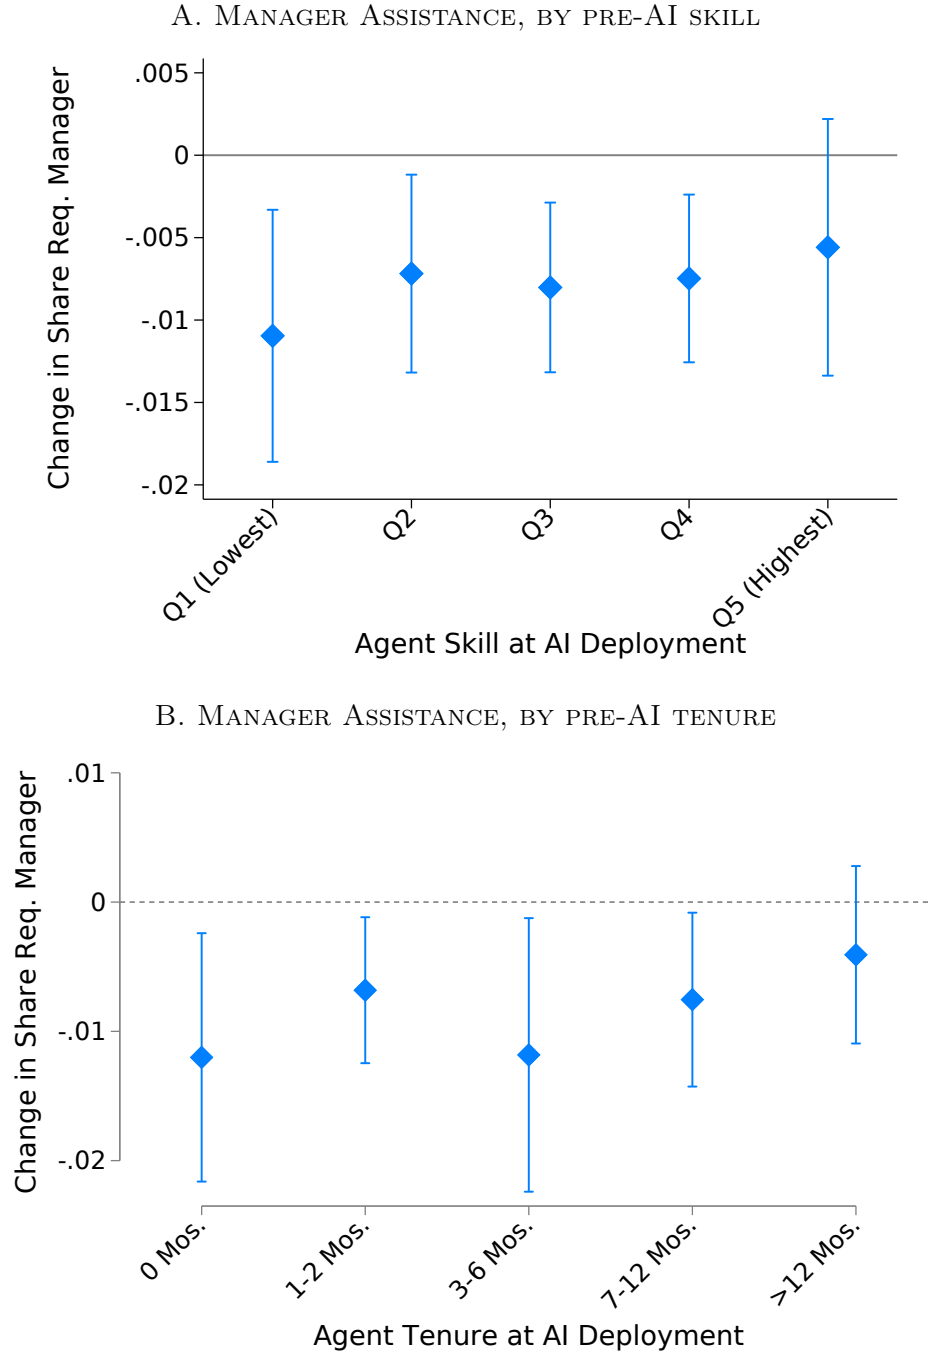 A. Manager Assistance, by pre-AI skill
Change in Share Req. Manager
.005
0
-.005
-.01
-.015
-.02
Q1 (Lowest)
Q2
Q3
Q4
Q5 (Highest)
Agent Skill at AI Deployment
B. Manager Assistance, by pre-AI tenure
Change in Share Req. Manager
.01
0
-.01
-.02
0 Mos.
1-2 Mos.
3-6 Mos.
7-12 Mos.
>12 Mos.
Agent Tenure at AI Deployment